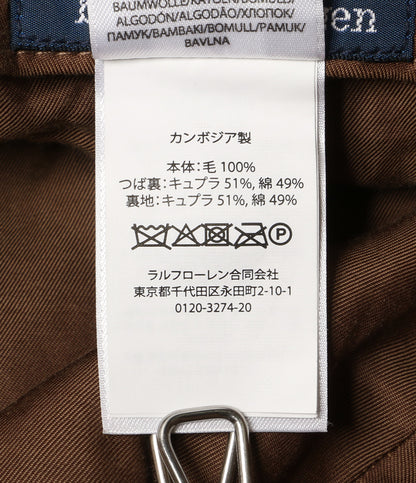 BAUMWOLLE/KATOEN/BOMULD/
ALGODÓN/ALGODÃO/ХЛОПОК/
ПАМУК/ΒΑΜΒΑΚΙ/BOMULL/PAMUK/
BAVLNA
カンボジア製
本体：毛 100%
つば裏：キュプラ 51%, 綿 49%
裏地：キュプラ 51%, 綿 49%
P
ラルフローレン合同会社
東京都千代田区永田町2-10-1
0120-3274-20